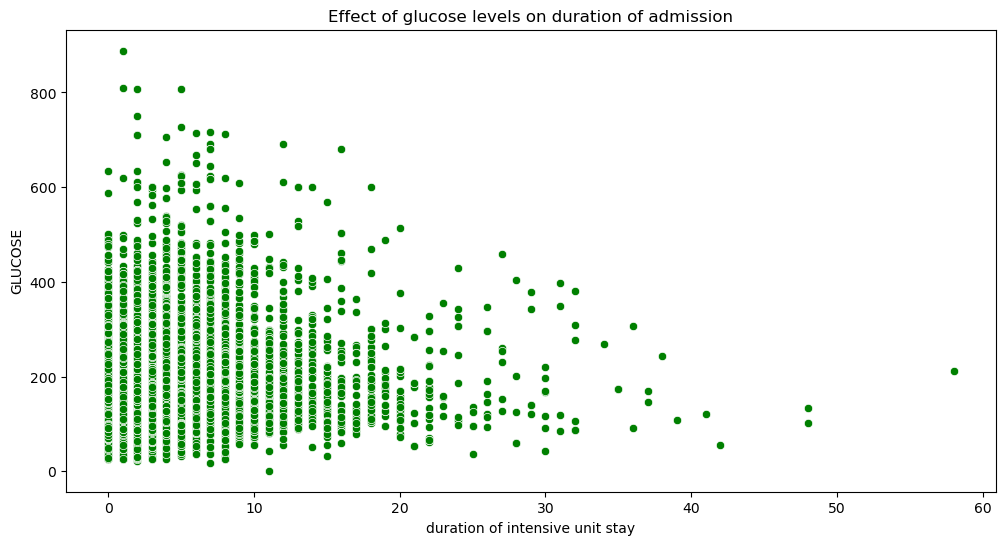 Effect of glucose levels on duration of admission
GLUCOSE
800
600
400
200
0
0 10 20 30 40 50 60
duration of intensive unit stay